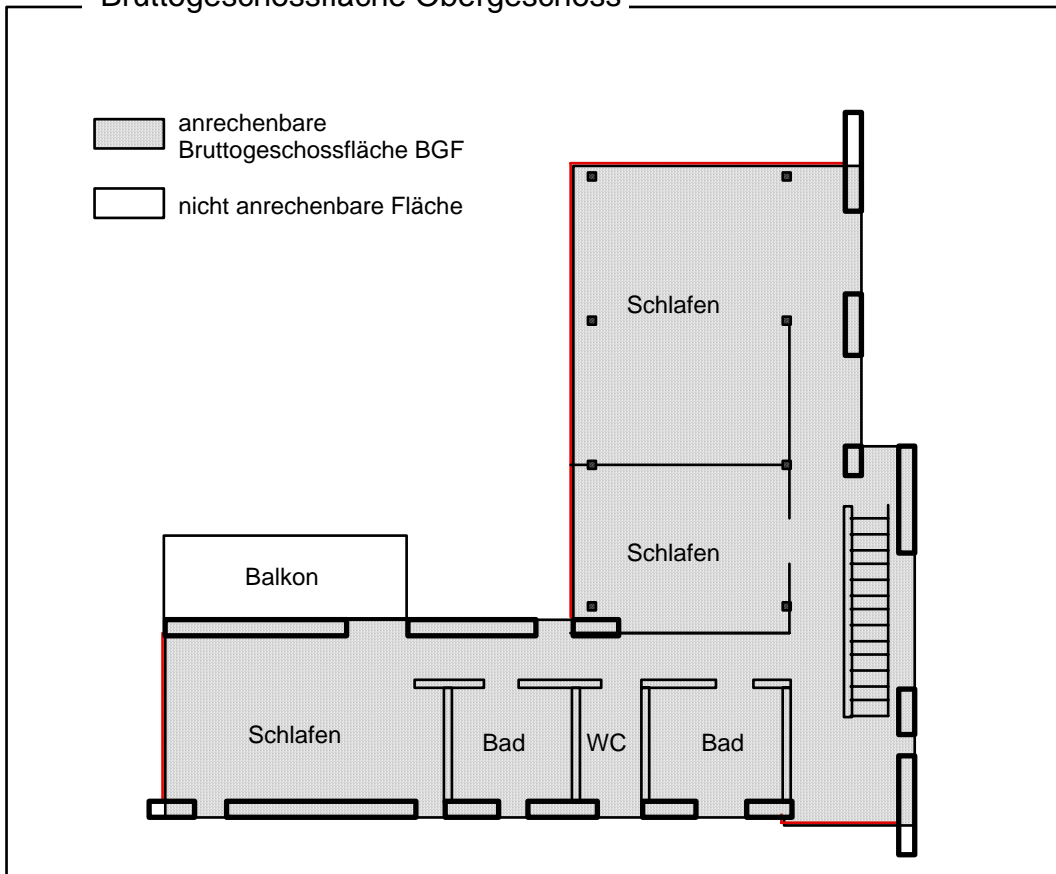 Bruttogeschossfläche Obergeschoss
anrechenbare
Bruttogeschossfläche BGF
nicht anrechenbare Fläche
Schlafen
Schlafen
Balkon
Schlafen
Bad
WC
Bad